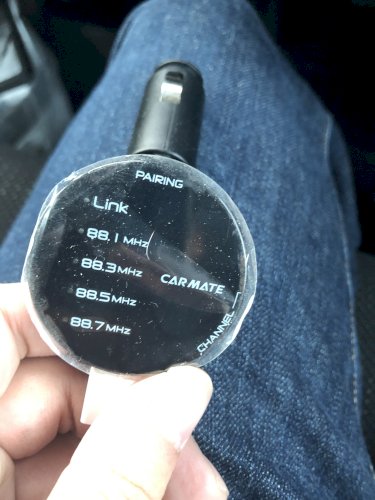 PAIRING
Link
88.1 MHz
88.3 MHz
CARMATE
88.5 MHz
88.7 MHz
CHANNEL